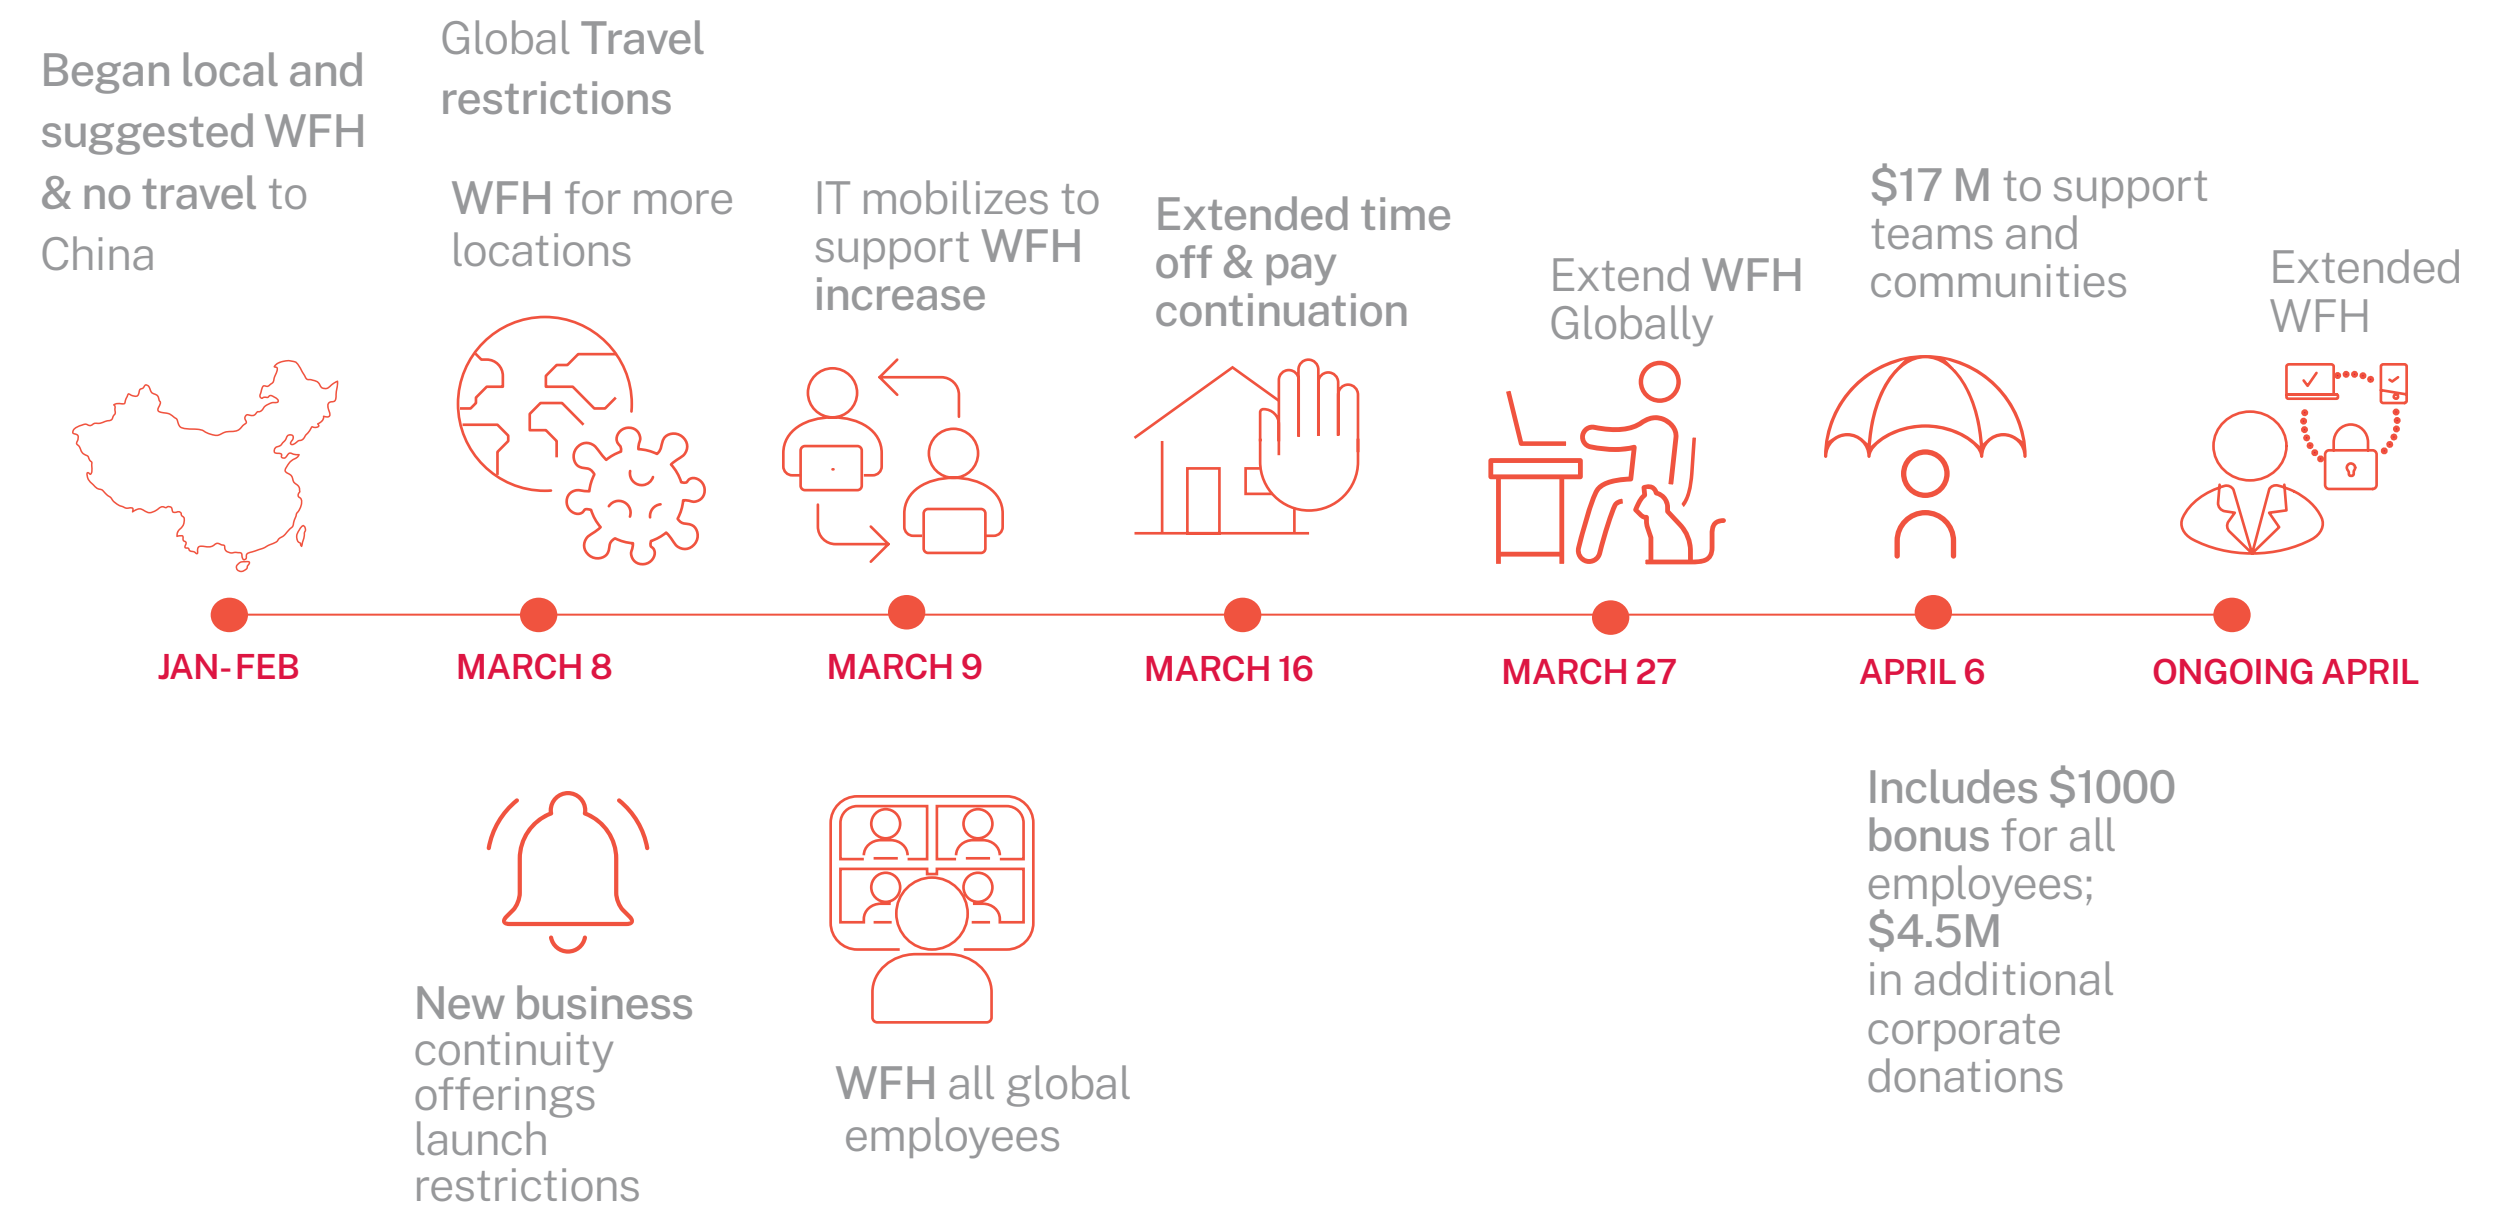 Began local and
suggested WFH
& no travel to
China
Global Travel
restrictions
WFH for more
locations
IT mobilizes to
support WFH
increase
Extended time
off & pay
continuation
Extend WFH
Globally
$17 M to support
teams and
communities
Extended
WFH
JAN-FEB
MARCH 8
MARCH 9
MARCH 16
MARCH 27
APRIL 6
ONGOING APRIL
New business
continuity
offerings
launch
restrictions
WFH all global
employees
Includes $1000
bonus for all
employees;
$4.5M
in additional
corporate
donations